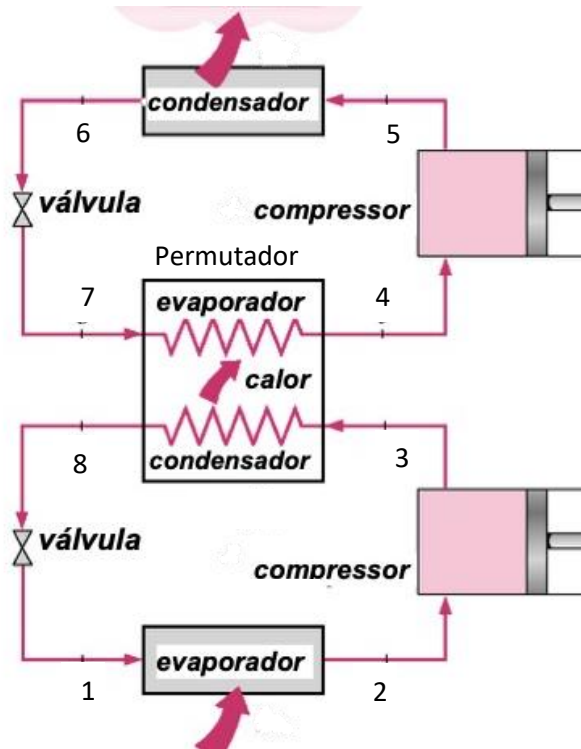 condensador
6
5
válvula
compressor
Permutador
7
evaporador
4
calor
8
condensador
3
válvula
compressor
evaporador
1
2